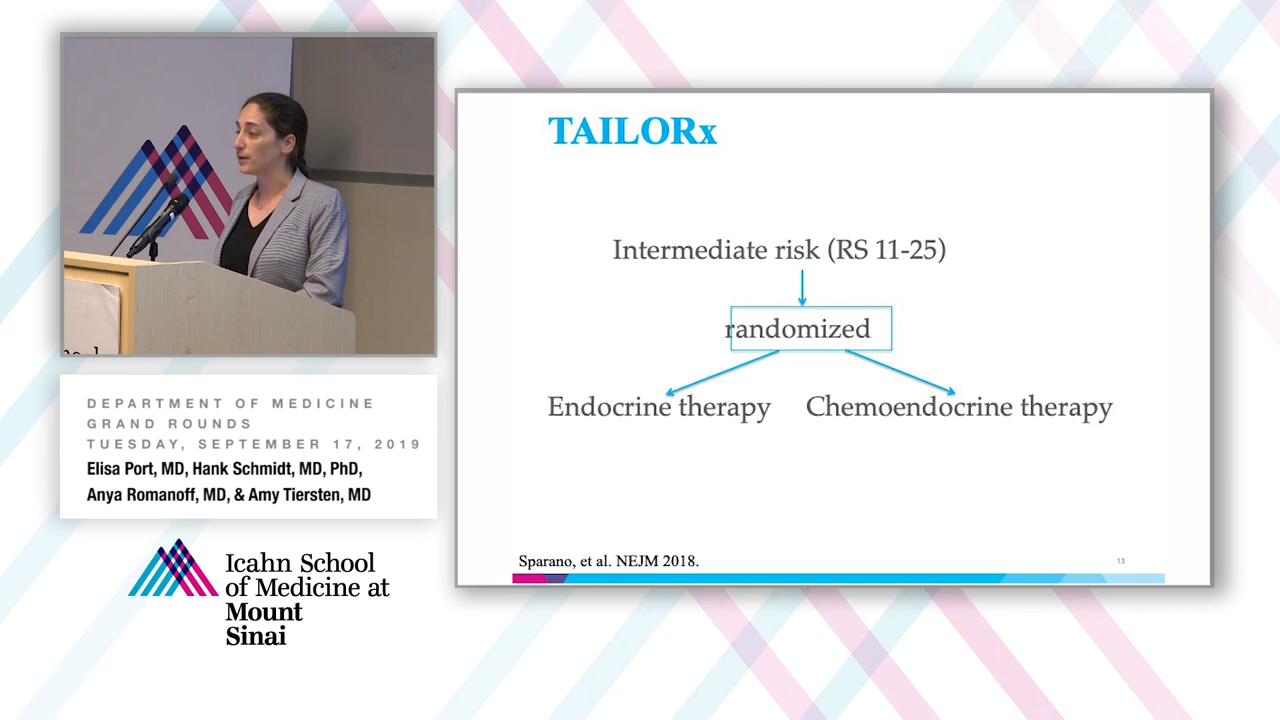 TAILORx
Intermediate risk (RS 11-25)
randomized
Endocrine therapy Chemoendocrine therapy
Sparano, et al. NEJM 2018.
13
DEPARTMENT OF MEDICINE
GRAND ROUNDS
TUESDAY, SEPTEMBER 17, 2019
Elisa Port, MD, Hank Schmidt, MD, PhD,
Anya Romanoff, MD, & Amy Tiersten, MD
Icahn School
of Medicine at
Mount
Sinai